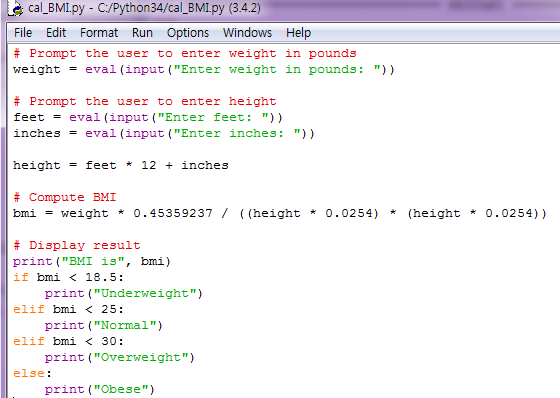 cal_BMI.py - C:/Python34/cal_BMI.py (3.4.2)
File Edit Format Run Options Windows Help
# Prompt the user to enter weight in pounds
weight = eval(input("Enter weight in pounds: "))

# Prompt the user to enter height
feet = eval(input("Enter feet: "))
inches = eval(input("Enter inches: "))

height = feet * 12 + inches

# Compute BMI
bmi = weight * 0.45359237 / ((height * 0.0254) * (height * 0.0254))

# Display result
print("BMI is", bmi)
if bmi < 18.5:
    print("Underweight")
elif bmi < 25:
    print("Normal")
elif bmi < 30:
    print("Overweight")
else:
    print("Obese")